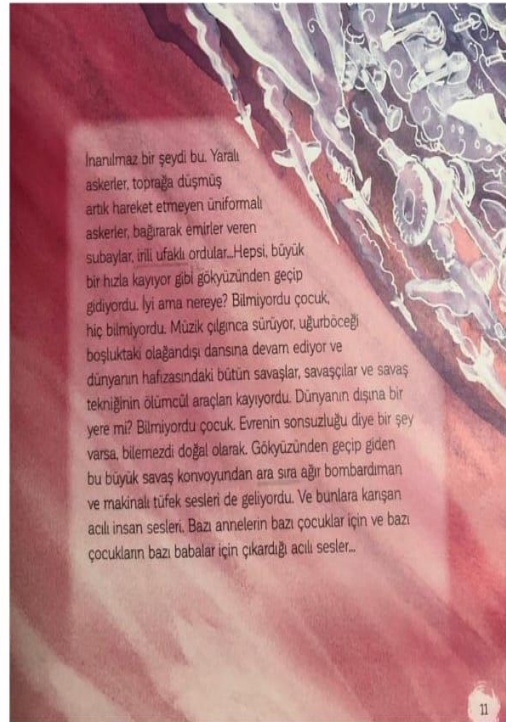 İnanılmaz bir şeydi bu. Yaralı
askerler, toprağa düşmüş
artık hareket etmeyen üniformalı
askerler, bağırarak emirler veren
subaylar, irili ufaklı ordular...Hepsi, büyük
bir hızla kayıyor gibi gökyüzünden geçip
gidiyordu. İyi ama nereye? Bilmiyordu çocuk,
hiç bilmiyordu. Müzik çılgınca sürüyor, uğurböceği
boşluktaki olağandışı dansına devam ediyor ve
dünyanın hafızasındaki bütün savaşlar, savaşçılar ve savaş
tekniğinin ölümcül araçları kayıyordu. Dünyanın dışına bir
yere mi? Bilmiyordu çocuk. Evrenin sonsuzluğu diye bir şey
varsa, bilemezdi doğal olarak. Gökyüzünden geçip giden
bu büyük savaş konvoyundan ara sıra ağır bombardıman
ve makinalı tüfek sesleri de geliyordu. Ve bunlara karışan
acılı insan sesleri. Bazı annelerin bazı çocuklar için ve bazı
çocukların bazı babalar için çıkardığı acılı sesler...
11